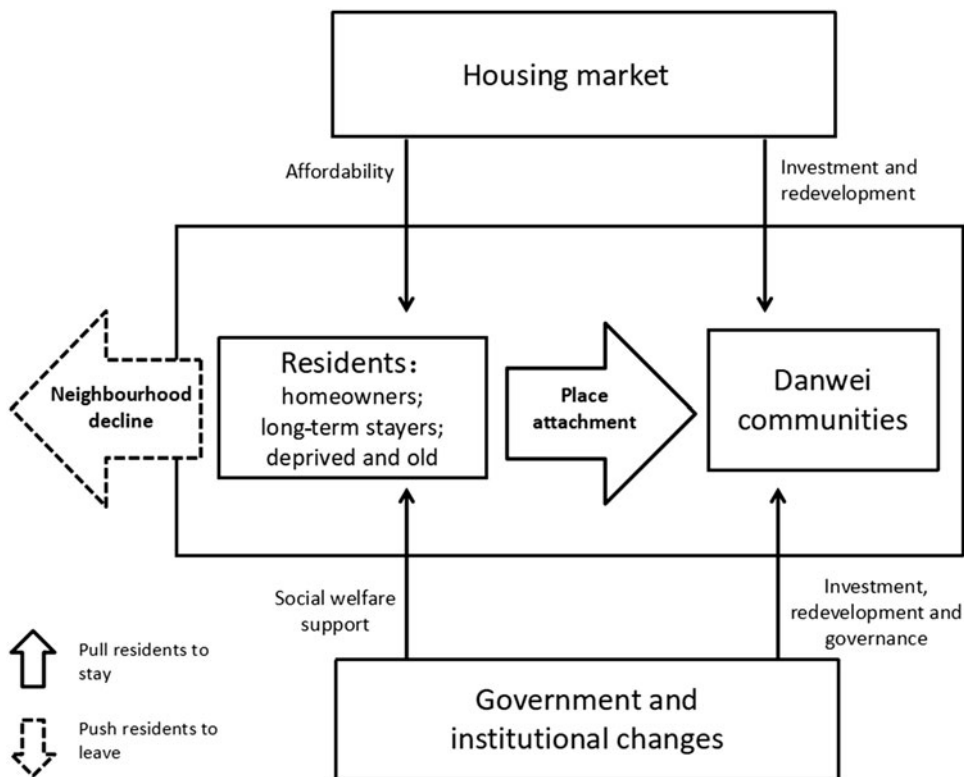 Housing market
Affordability
Investment and
redevelopment
Neighbourhood
decline
Residents：
homeowners;
long-term stayers;
deprived and old
Place
attachment
Danwei
communities
Social welfare
support
Investment,
redevelopment and
governance
Pull residents to
stay
Push residents to
leave
Government and
institutional changes